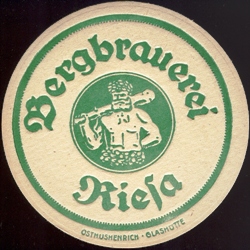 Bergbrauerei
Riesa
OSTHUSHENRICH · GLASHÜTTE